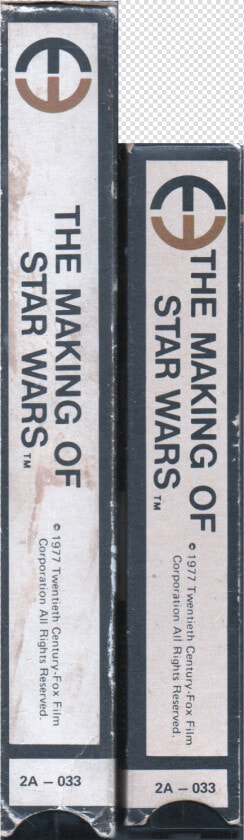 THE MAKING OF
STAR WARS™
© 1977 Twentieth Century-Fox Film
Corporation All Rights Reserved.
2A – 033
THE MAKING OF
STAR WARS™
© 1977 Twentieth Century-Fox Film
Corporation All Rights Reserved.
2A – 033